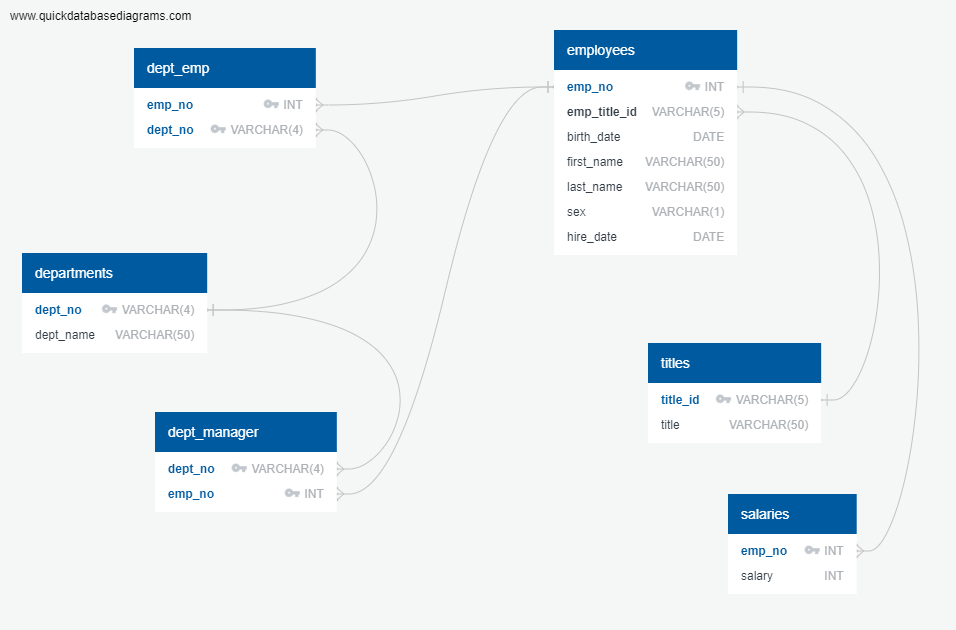 www.quickdatabasediagrams.com
dept_emp
emp_no INT
dept_no VARCHAR(4)
employees
emp_no INT
emp_title_id VARCHAR(5)
birth_date DATE
first_name VARCHAR(50)
last_name VARCHAR(50)
sex VARCHAR(1)
hire_date DATE
departments
dept_no VARCHAR(4)
dept_name VARCHAR(50)
titles
title_id VARCHAR(5)
title VARCHAR(50)
dept_manager
dept_no VARCHAR(4)
emp_no INT
salaries
emp_no INT
salary INT